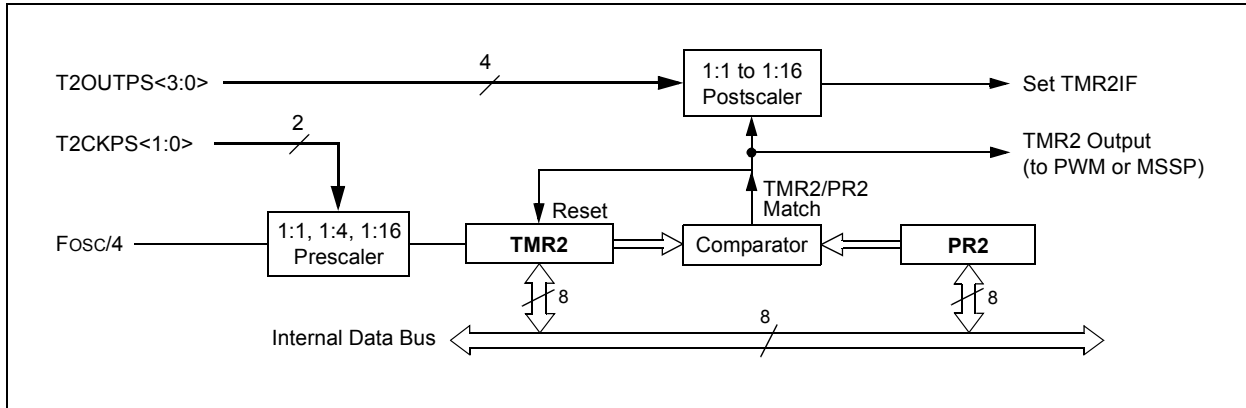 T2OUTPS<3:0>
4
1:1 to 1:16
Postscaler
Set TMR2IF
T2CKPS<1:0>
2
TMR2 Output
(to PWM or MSSP)
TMR2/PR2
Match
Reset
FOSC/4
1:1, 1:4, 1:16
Prescaler
TMR2
Comparator
PR2
8
8
8
Internal Data Bus